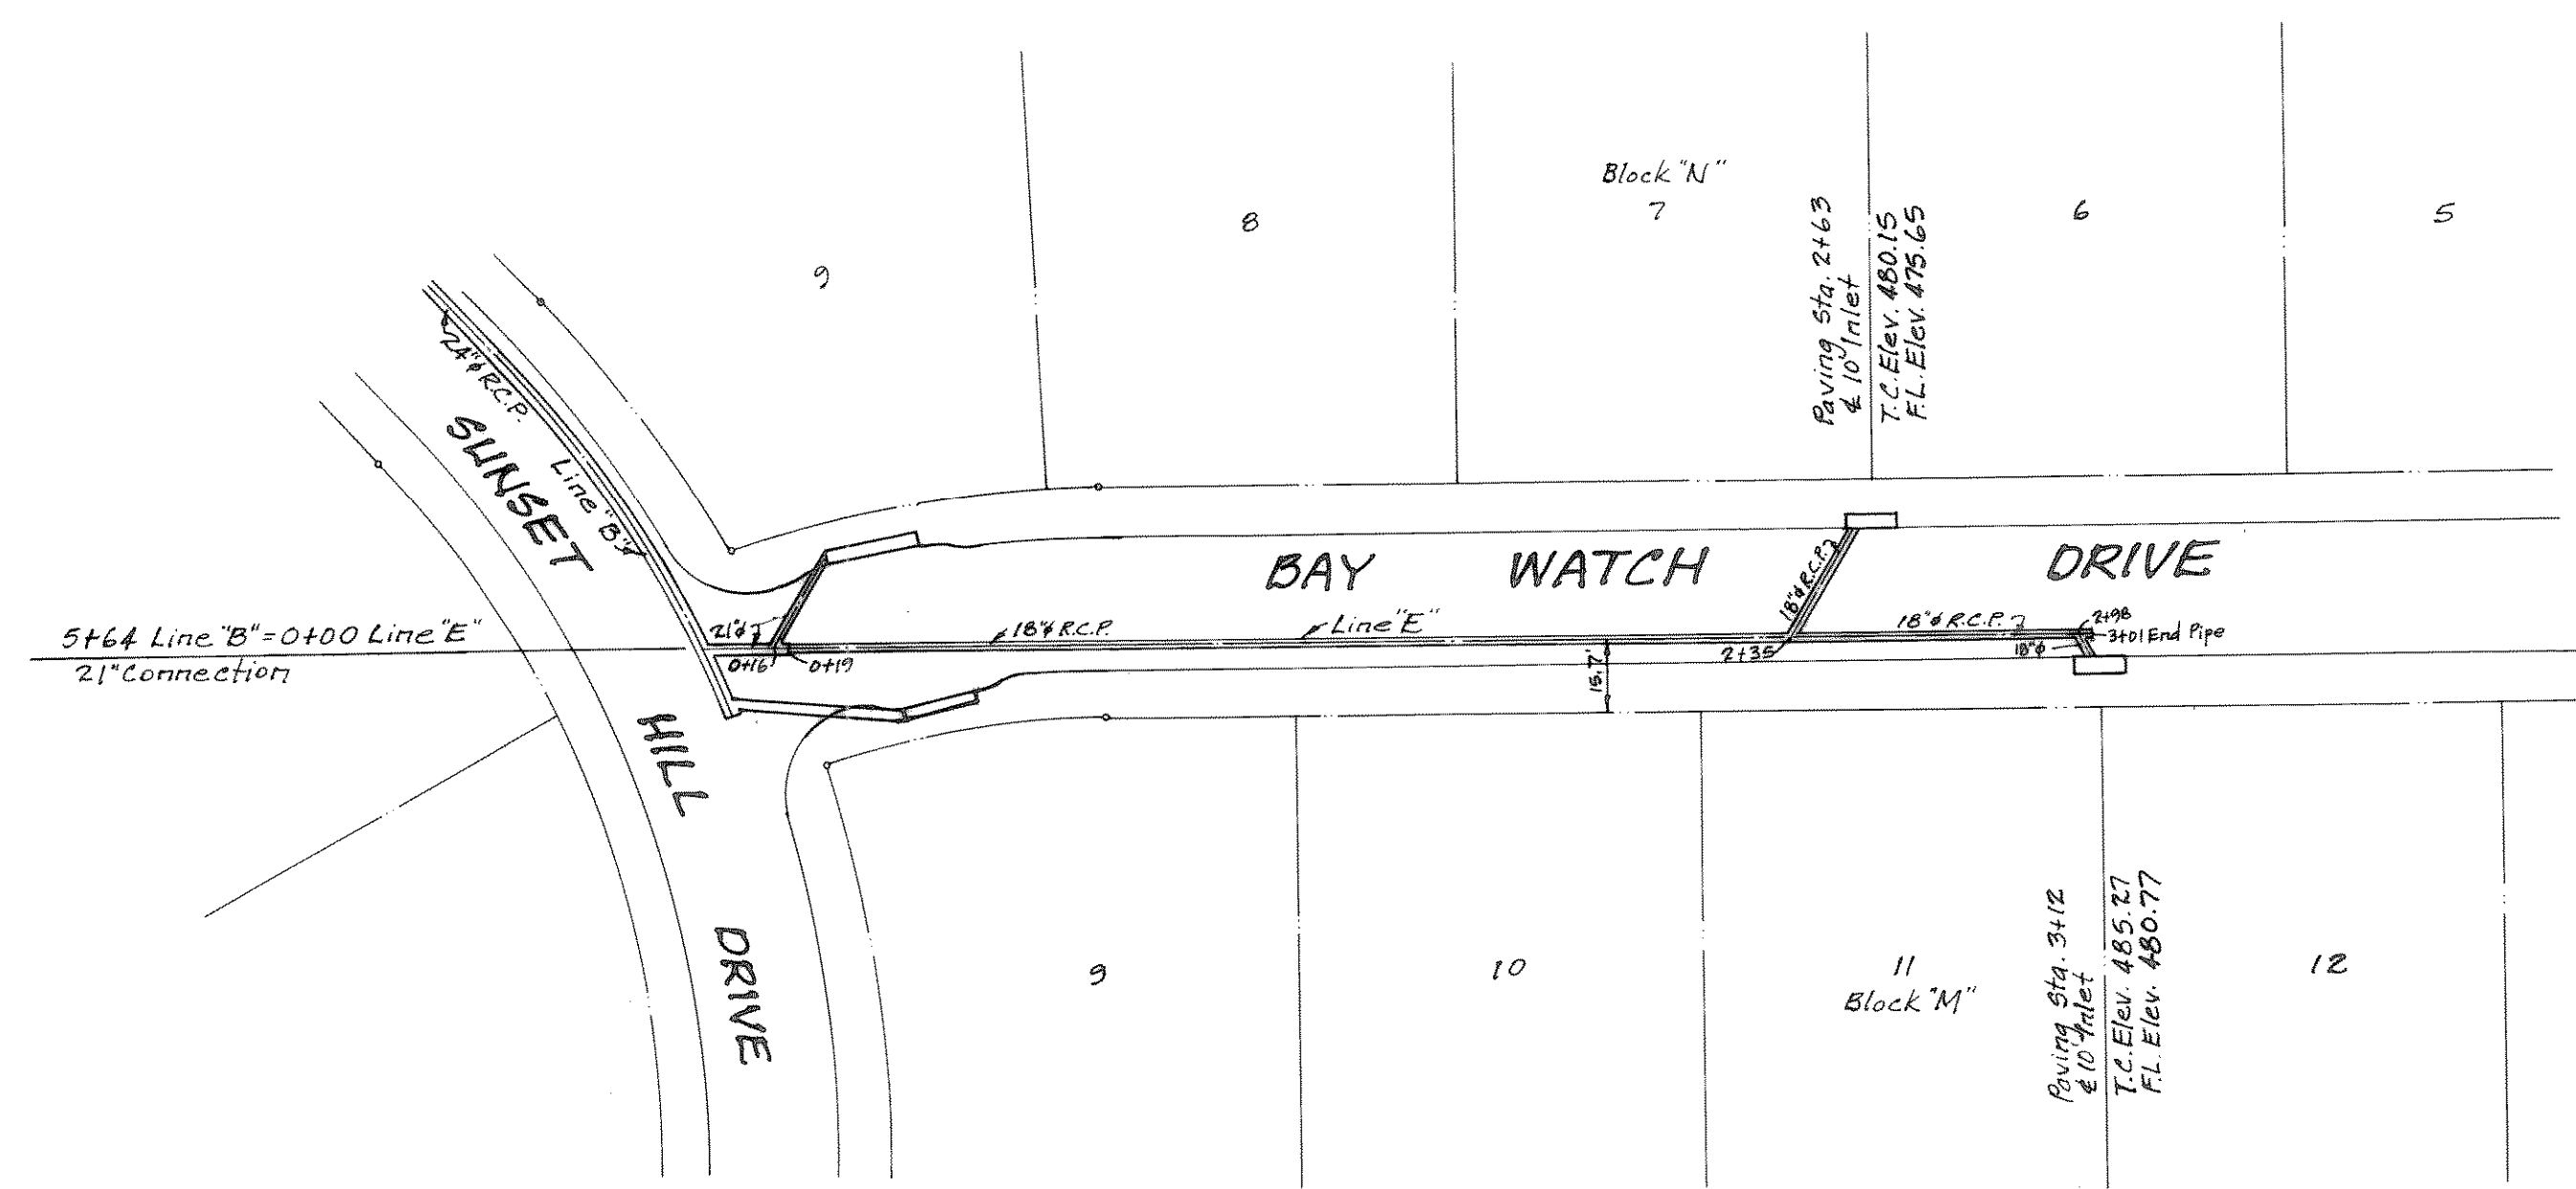 Block "N"
7
8
9
6
5
Paving Sta. 2+63
℄ 10' Inlet
T.C. Elev. 480.15
F.L. Elev. 475.65
24"ϕ R.C.P.
Line "B"
SUNSET
HILL
DRIVE
BAY WATCH DRIVE
5+64 Line "B" = 0+00 Line "E"
21" Connection
21"ϕ
0+16
0+19
18"ϕ R.C.P.
Line "E"
18"ϕ R.C.P.
18"ϕ R.C.P.
2+98
3+01 End Pipe
18"ϕ
2+35
15.7'
9
10
11
Block "M"
12
Paving Sta. 3+12
℄ 10' Inlet
T.C. Elev. 485.27
F.L. Elev. 480.77